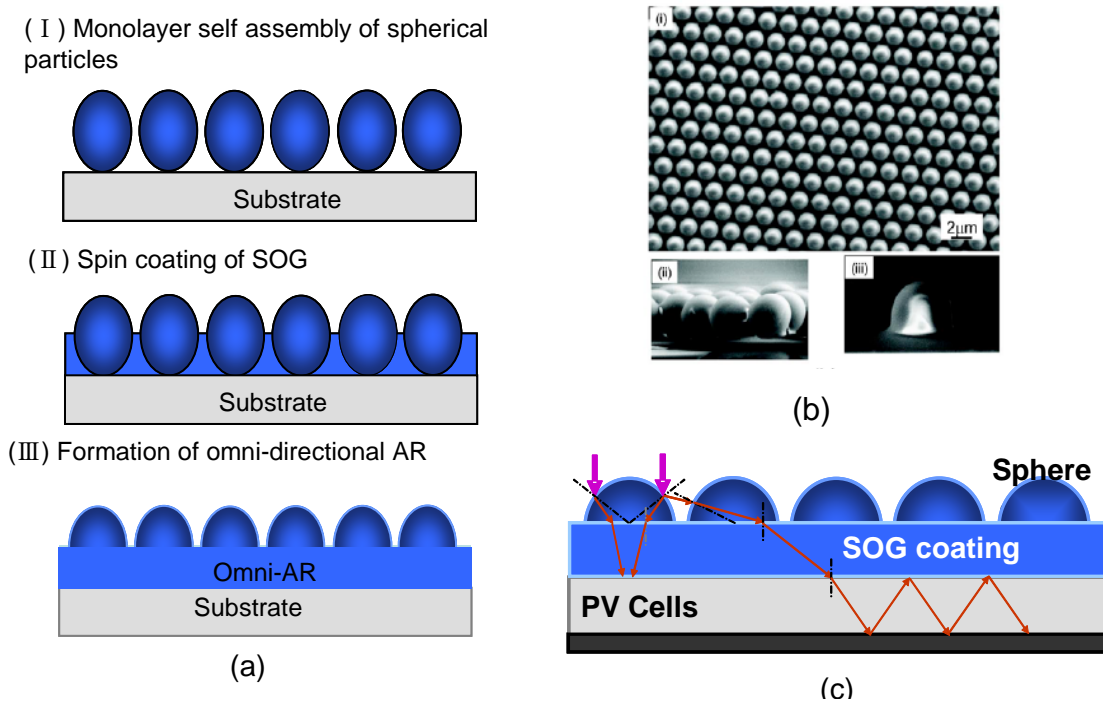 (Ⅰ) Monolayer self assembly of spherical
particles
Substrate
(Ⅱ) Spin coating of SOG
Substrate
(Ⅲ) Formation of omni-directional AR
Omni-AR
Substrate
(a)
(i)
2μm
(ii)
(iii)
(b)
Sphere
SOG coating
PV Cells
(c)